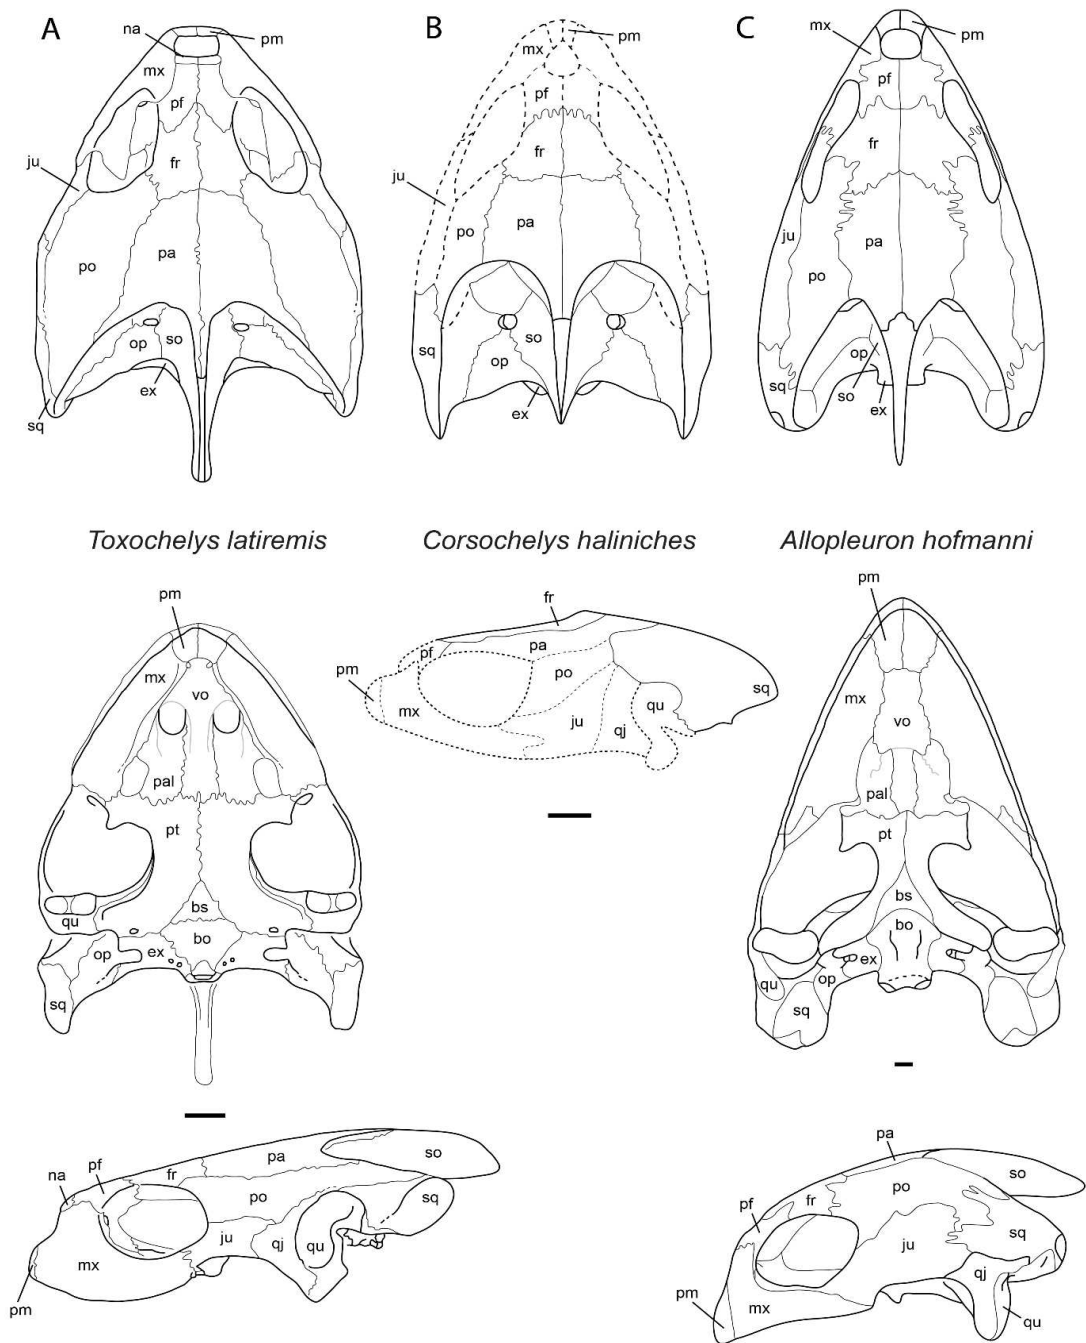 A
na
pm
mx
pf
fr
ju
po
pa
op
so
ex
sq
B
pm
mx
pf
fr
ju
po
pa
so
sq
op
ex
C
mx
pm
pf
fr
ju
pa
po
op
sq
so
ex
Toxochelys latiremis
Corsochelys haliniches
Allopleuron hofmanni
pm
mx
vo
pal
pt
bs
qu
bo
op
ex
sq
fr
pf
pa
pm
po
sq
mx
qu
ju
qj
pm
mx
vo
pal
pt
bs
bo
ex
qu
op
sq
na
pf
fr
pa
so
po
sq
ju
qj
qu
mx
pm
pa
so
po
fr
pf
sq
ju
qj
pm
mx
qu